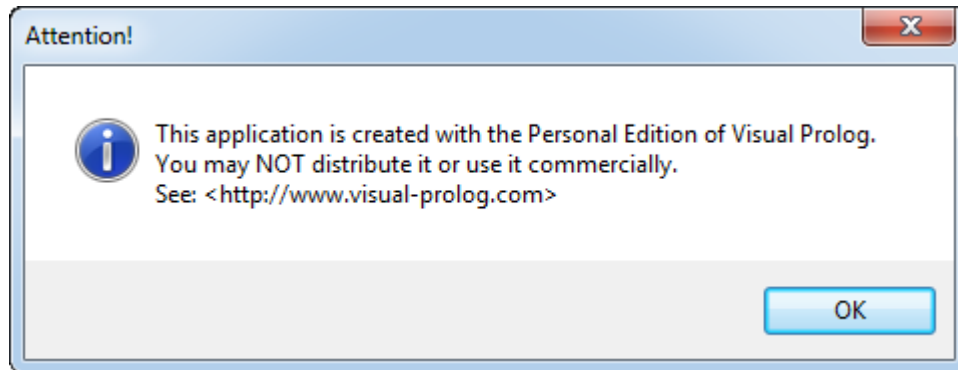 Attention!
This application is created with the Personal Edition of Visual Prolog.
You may NOT distribute it or use it commercially.
See: <http://www.visual-prolog.com>
OK